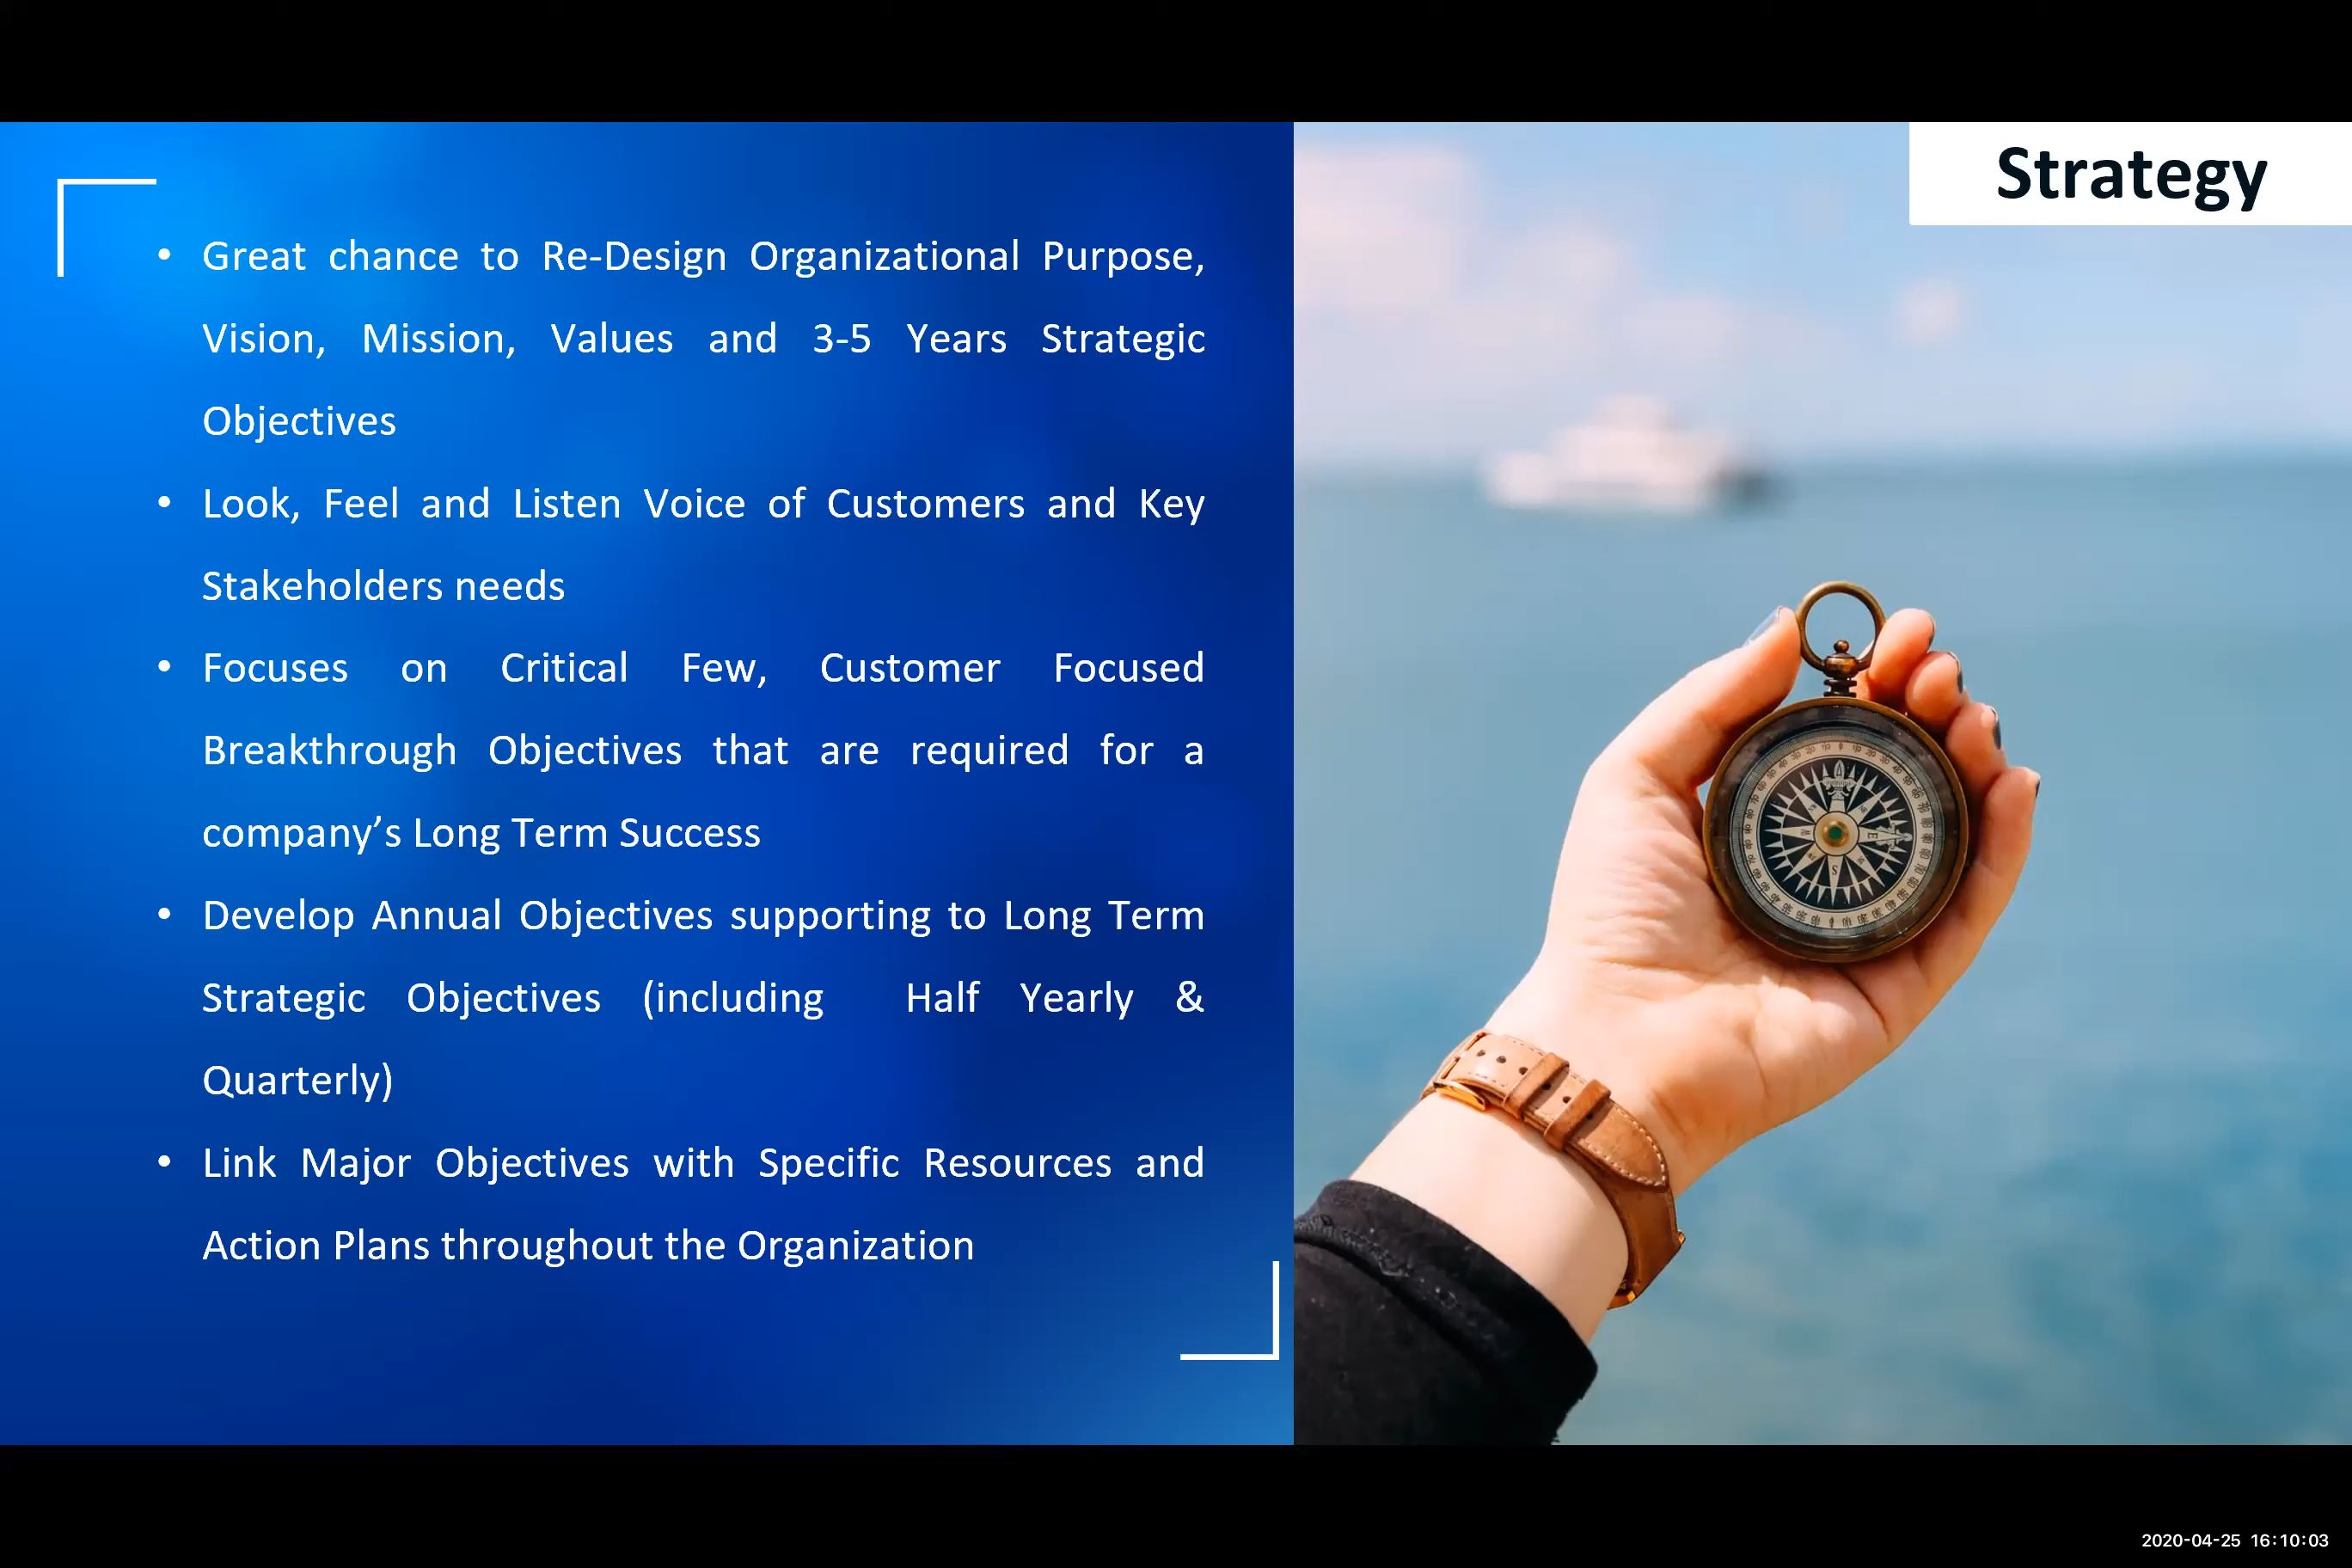 Strategy
• Great chance to Re-Design Organizational Purpose,
Vision, Mission, Values and 3-5 Years Strategic
Objectives
• Look, Feel and Listen Voice of Customers and Key
Stakeholders needs
• Focuses on Critical Few, Customer Focused
Breakthrough Objectives that are required for a
company’s Long Term Success
• Develop Annual Objectives supporting to Long Term
Strategic Objectives (including Half Yearly &
Quarterly)
• Link Major Objectives with Specific Resources and
Action Plans throughout the Organization
E
S
2020-04-25 16:10:03